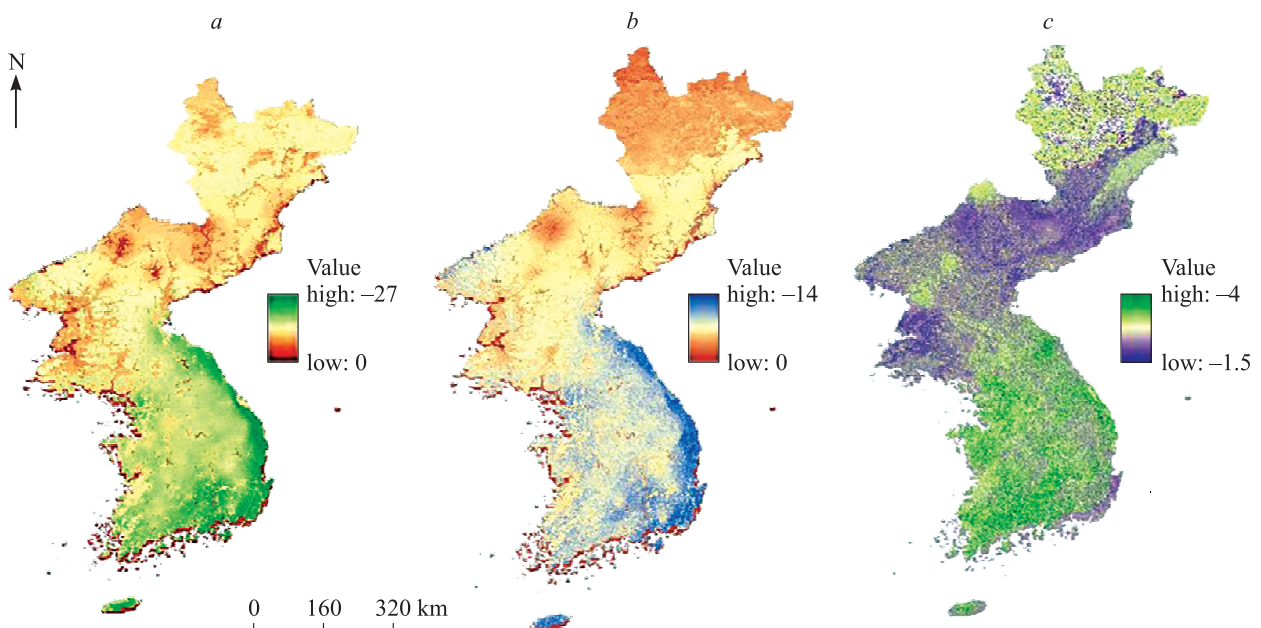 a
b
c
N
Value
high: –27
low: 0
Value
high: –14
low: 0
Value
high: –4
low: –1.5
0 160 320 km